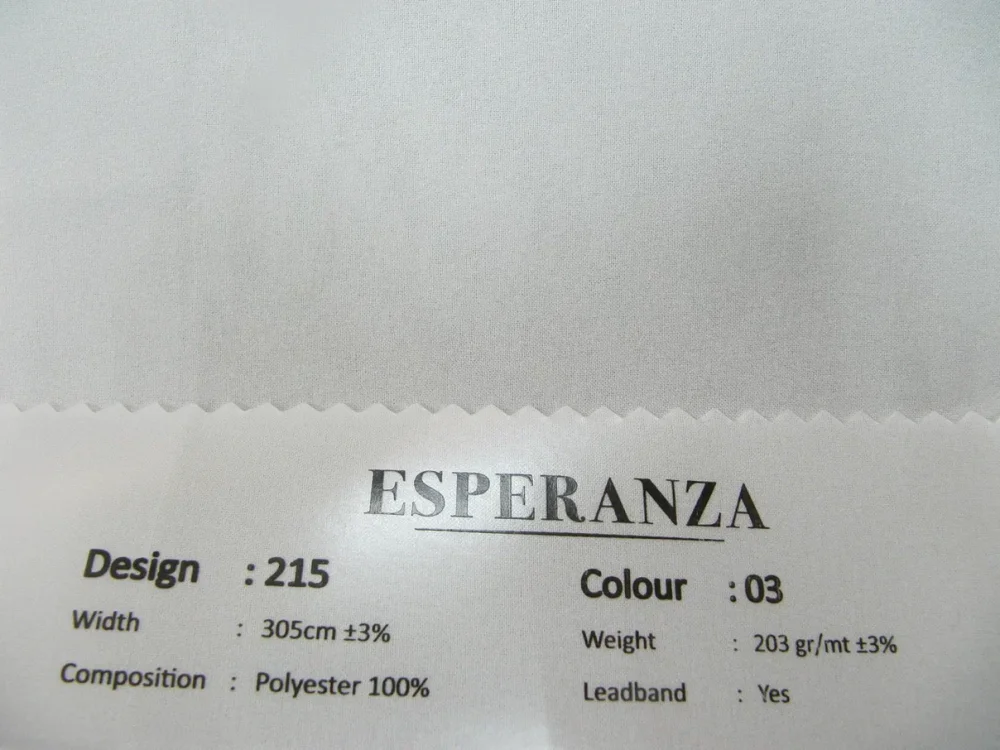 ESPERANZA
Design : 215 Colour : 03
Width : 305cm ±3% Weight : 203 gr/mt ±3%
Composition : Polyester 100% Leadband : Yes